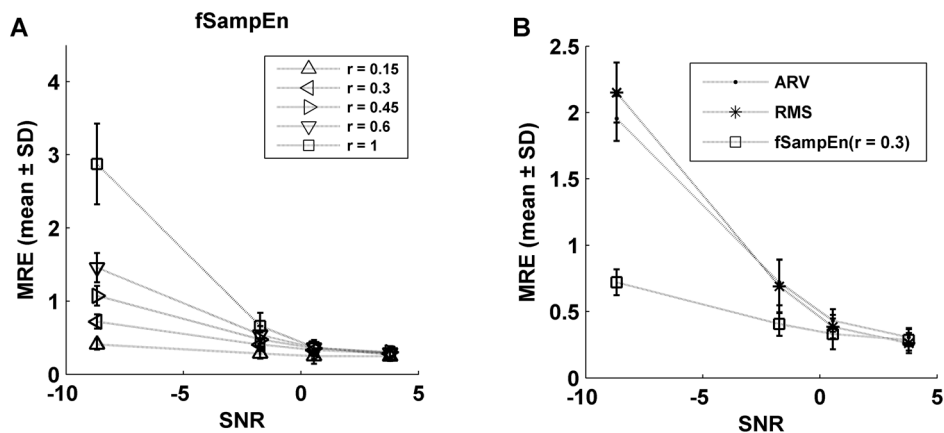 A
fSampEn
MRE (mean ± SD)
4
3
2
1
0
-10
-5
0
5
SNR
r = 0.15
r = 0.3
r = 0.45
r = 0.6
r = 1
B
MRE (mean ± SD)
2.5
2
1.5
1
0.5
0
-10
-5
0
5
SNR
ARV
RMS
fSampEn(r = 0.3)